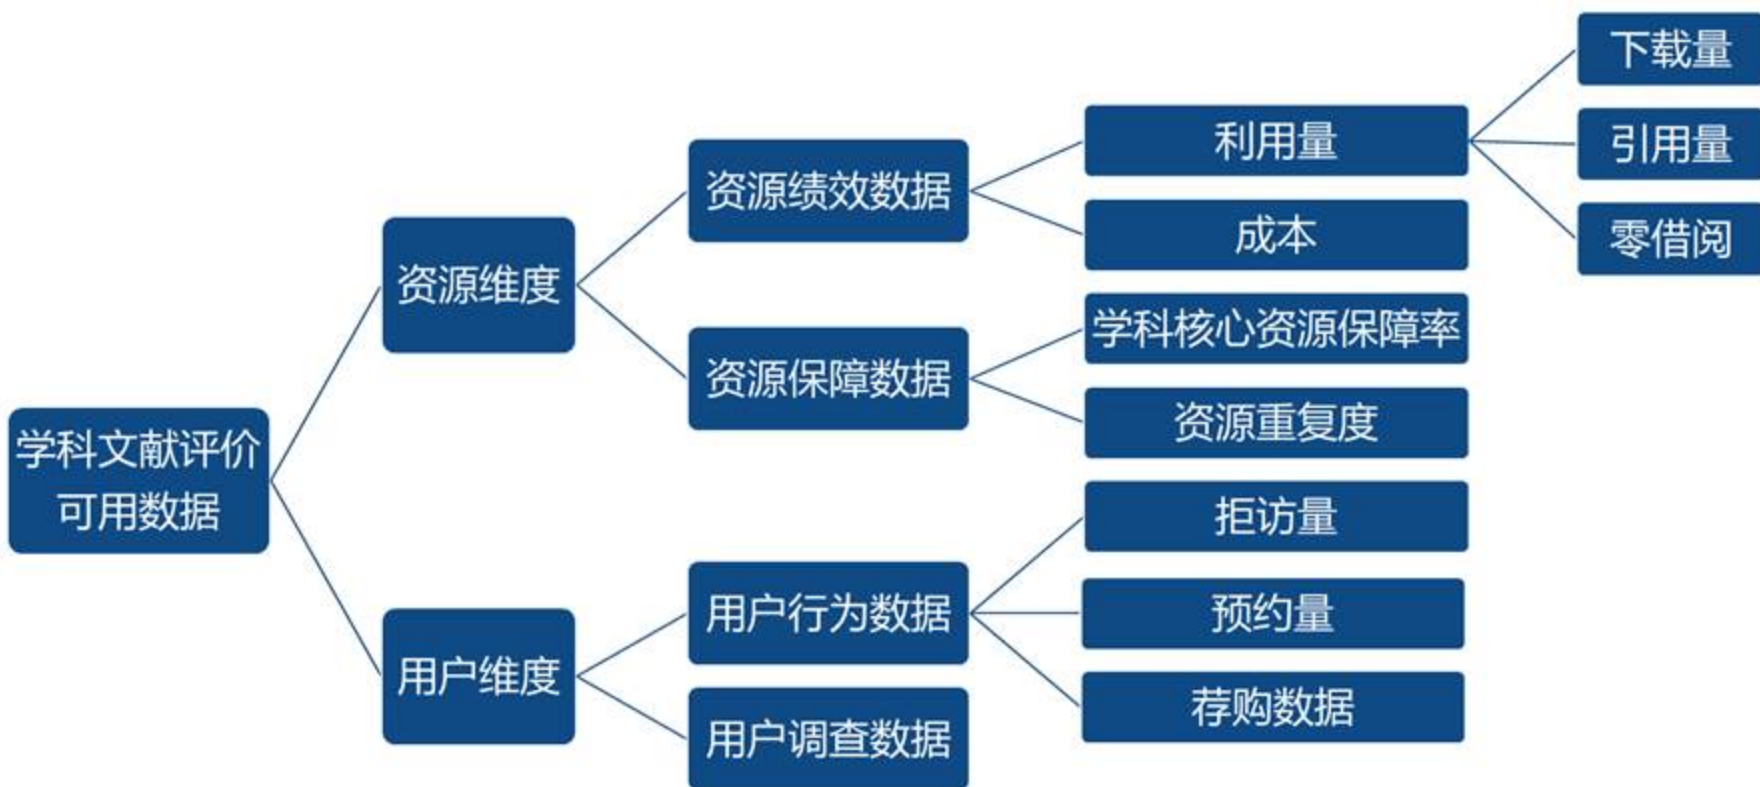 学科文献评价
可用数据
资源维度
用户维度
资源绩效数据
资源保障数据
用户行为数据
用户调查数据
利用量
成本
学科核心资源保障率
资源重复度
拒访量
预约量
荐购数据
下载量
引用量
零借阅